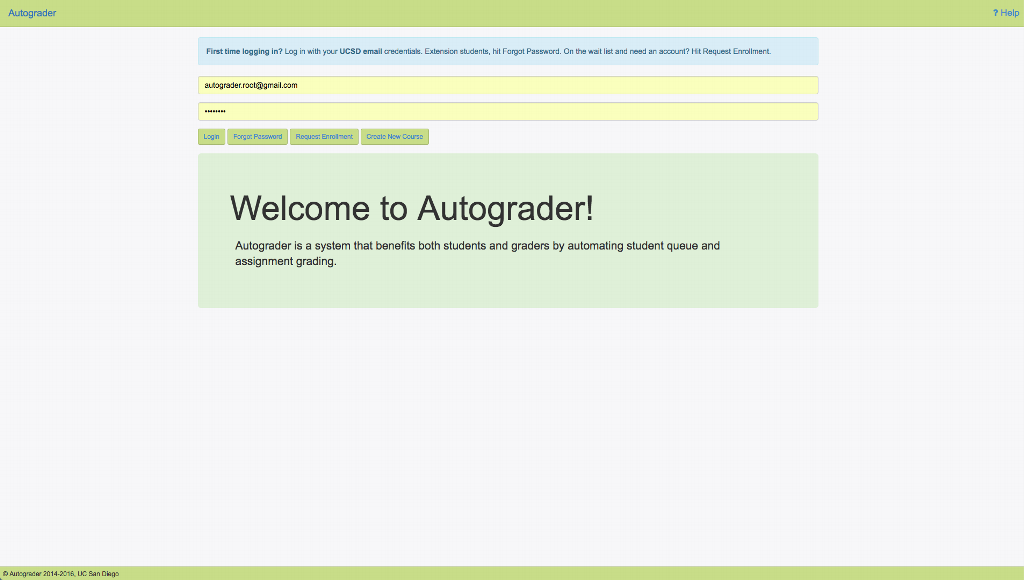 Autograder
? Help
First time logging in? Log in with your UCSD email credentials. Extension students, hit Forgot Password. On the wait list and need an account? Hit Request Enrollment.
autograder.root@gmail.com
••••••••
Login Forgot Password Request Enrollment Create New Course
Welcome to Autograder!
Autograder is a system that benefits both students and graders by automating student queue and
assignment grading.
© Autograder 2014-2016, UC San Diego